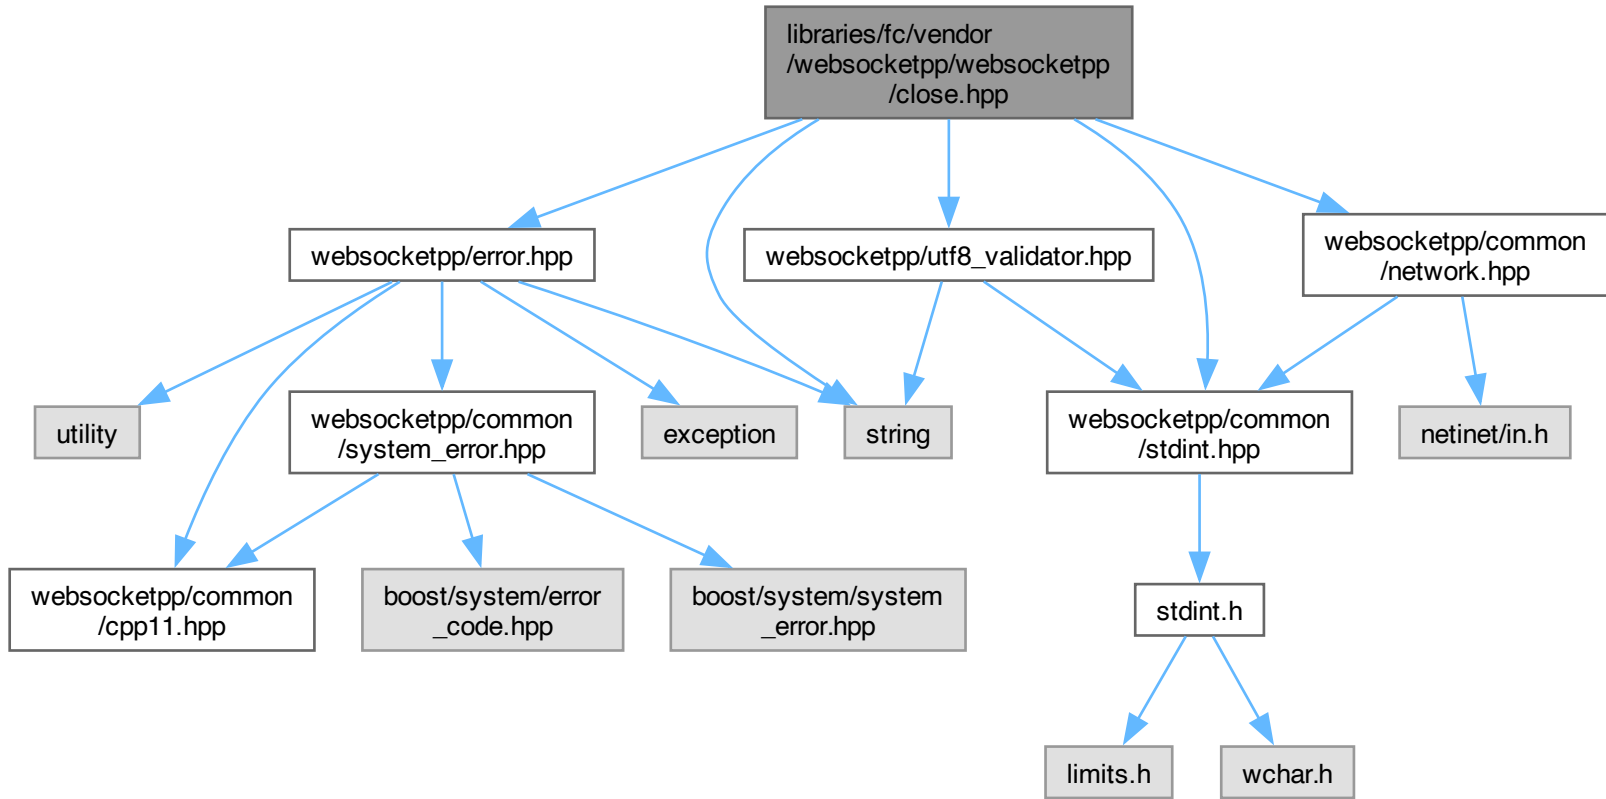 libraries/fc/vendor
/websocketpp/websocketpp
/close.hpp
websocketpp/error.hpp
websocketpp/utf8_validator.hpp
websocketpp/common
/network.hpp
utility
websocketpp/common
/system_error.hpp
exception
string
websocketpp/common
/stdint.hpp
netinet/in.h
websocketpp/common
/cpp11.hpp
boost/system/error
_code.hpp
boost/system/system
_error.hpp
stdint.h
limits.h
wchar.h